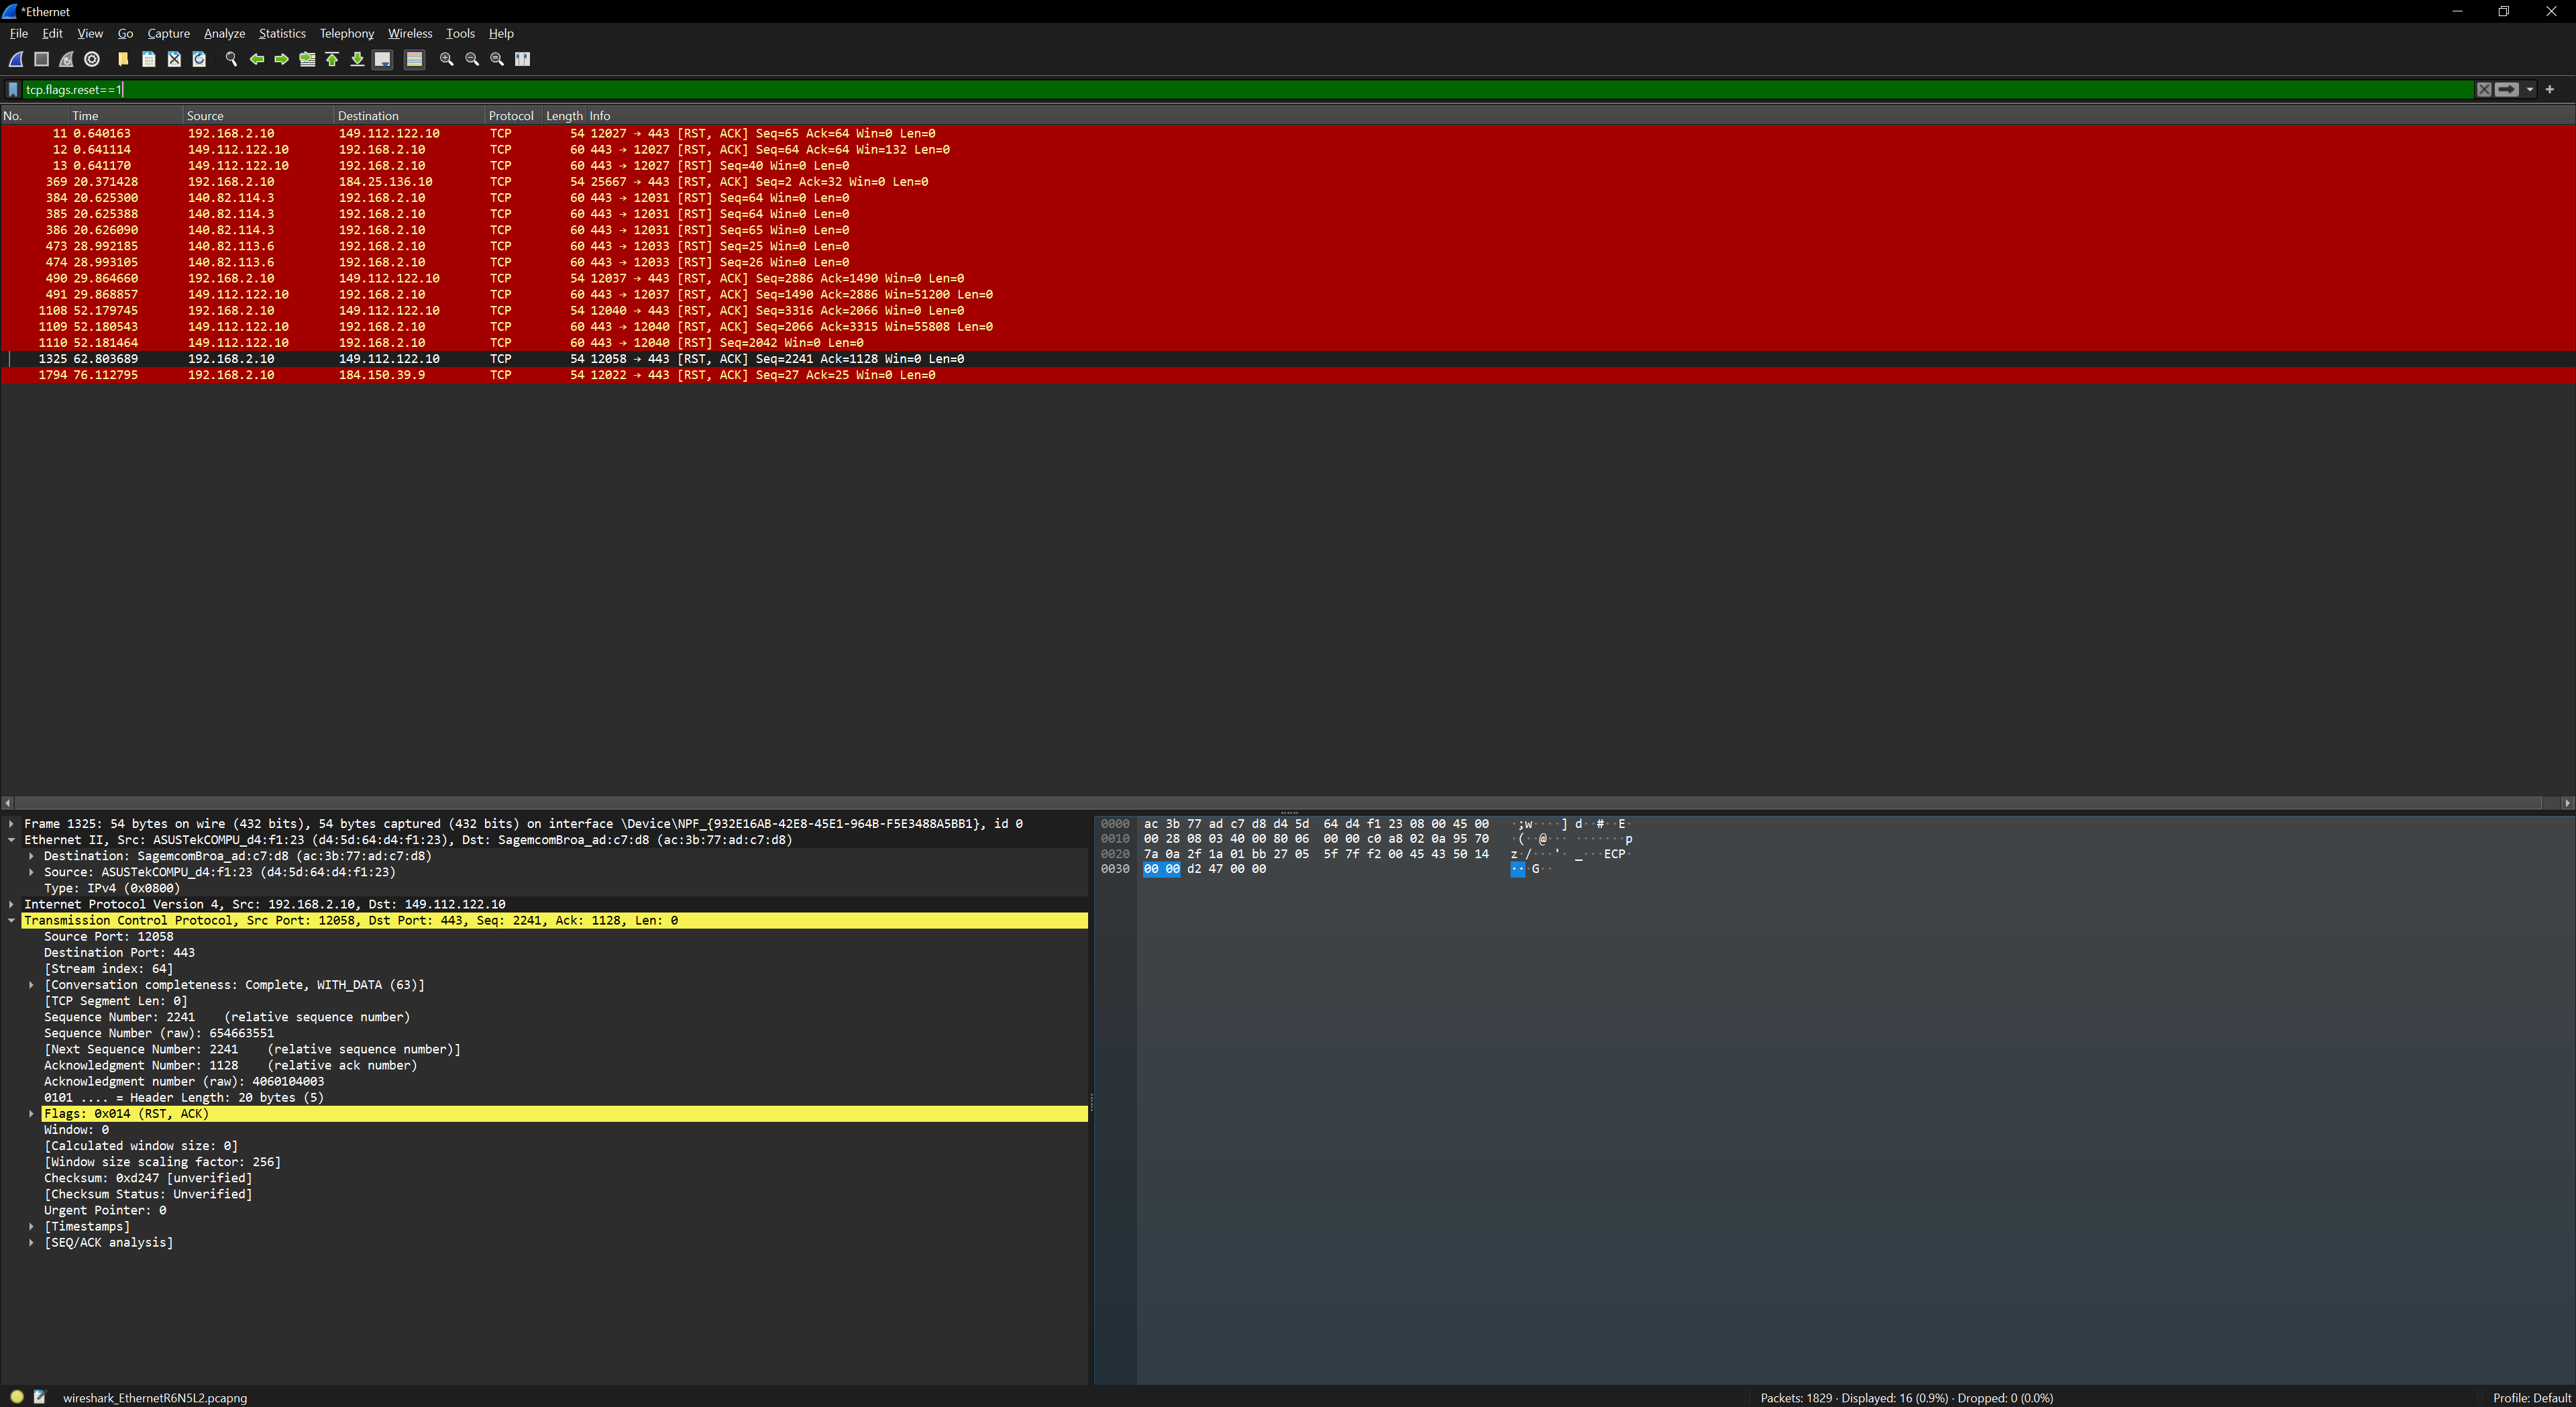 *Ethernet
File Edit View Go Capture Analyze Statistics Telephony Wireless Tools Help
tcp.flags.reset==1
No. Time Source Destination Protocol Length Info
11 0.640163 192.168.2.10 149.112.122.10 TCP 54 12027 → 443 [RST, ACK] Seq=65 Ack=64 Win=0 Len=0
12 0.641114 149.112.122.10 192.168.2.10 TCP 60 443 → 12027 [RST, ACK] Seq=64 Ack=64 Win=132 Len=0
13 0.641170 149.112.122.10 192.168.2.10 TCP 60 443 → 12027 [RST] Seq=40 Win=0 Len=0
369 20.371428 192.168.2.10 184.25.136.10 TCP 54 25667 → 443 [RST, ACK] Seq=2 Ack=32 Win=0 Len=0
384 20.625300 140.82.114.3 192.168.2.10 TCP 60 443 → 12031 [RST] Seq=64 Win=0 Len=0
385 20.625388 140.82.114.3 192.168.2.10 TCP 60 443 → 12031 [RST] Seq=64 Win=0 Len=0
386 20.626090 140.82.114.3 192.168.2.10 TCP 60 443 → 12031 [RST] Seq=65 Win=0 Len=0
473 28.992185 140.82.113.6 192.168.2.10 TCP 60 443 → 12033 [RST] Seq=25 Win=0 Len=0
474 28.993105 140.82.113.6 192.168.2.10 TCP 60 443 → 12033 [RST] Seq=26 Win=0 Len=0
490 29.864660 192.168.2.10 149.112.122.10 TCP 54 12037 → 443 [RST, ACK] Seq=2886 Ack=1490 Win=0 Len=0
491 29.868857 149.112.122.10 192.168.2.10 TCP 60 443 → 12037 [RST, ACK] Seq=1490 Ack=2886 Win=51200 Len=0
1108 52.179745 192.168.2.10 149.112.122.10 TCP 54 12040 → 443 [RST, ACK] Seq=3316 Ack=2066 Win=0 Len=0
1109 52.180543 149.112.122.10 192.168.2.10 TCP 60 443 → 12040 [RST, ACK] Seq=2066 Ack=3315 Win=55808 Len=0
1110 52.181464 149.112.122.10 192.168.2.10 TCP 60 443 → 12040 [RST] Seq=2042 Win=0 Len=0
1325 62.803689 192.168.2.10 149.112.122.10 TCP 54 12058 → 443 [RST, ACK] Seq=2241 Ack=1128 Win=0 Len=0
1794 76.112795 192.168.2.10 184.150.39.9 TCP 54 12022 → 443 [RST, ACK] Seq=27 Ack=25 Win=0 Len=0
Frame 1325: 54 bytes on wire (432 bits), 54 bytes captured (432 bits) on interface \Device\NPF_{932E16AB-42E8-45E1-964B-F5E3488A5BB1}, id 0
Ethernet II, Src: ASUSTekCOMPU_d4:f1:23 (d4:5d:64:d4:f1:23), Dst: SagemcomBroa_ad:c7:d8 (ac:3b:77:ad:c7:d8)
Destination: SagemcomBroa_ad:c7:d8 (ac:3b:77:ad:c7:d8)
Source: ASUSTekCOMPU_d4:f1:23 (d4:5d:64:d4:f1:23)
Type: IPv4 (0x0800)
Internet Protocol Version 4, Src: 192.168.2.10, Dst: 149.112.122.10
Transmission Control Protocol, Src Port: 12058, Dst Port: 443, Seq: 2241, Ack: 1128, Len: 0
Source Port: 12058
Destination Port: 443
[Stream index: 64]
[Conversation completeness: Complete, WITH_DATA (63)]
[TCP Segment Len: 0]
Sequence Number: 2241 (relative sequence number)
Sequence Number (raw): 654663551
[Next Sequence Number: 2241 (relative sequence number)]
Acknowledgment Number: 1128 (relative ack number)
Acknowledgment number (raw): 4060104003
0101 .... = Header Length: 20 bytes (5)
Flags: 0x014 (RST, ACK)
Window: 0
[Calculated window size: 0]
[Window size scaling factor: 256]
Checksum: 0xd247 [unverified]
[Checksum Status: Unverified]
Urgent Pointer: 0
[Timestamps]
[SEQ/ACK analysis]
0000 ac 3b 77 ad c7 d8 d4 5d 64 d4 f1 23 08 00 45 00 ·;w····] d··#··E·
0010 00 28 08 03 40 00 80 06 00 00 c0 a8 02 0a 95 70 ·(··@··· ·······p
0020 7a 0a 2f 1a 01 bb 27 05 5f 7f f2 00 45 43 50 14 z·/···'· _···ECP·
0030 00 00 d2 47 00 00 ···G··
wireshark_EthernetR6N5L2.pcapng
Packets: 1829 · Displayed: 16 (0.9%) · Dropped: 0 (0.0%)
Profile: Default